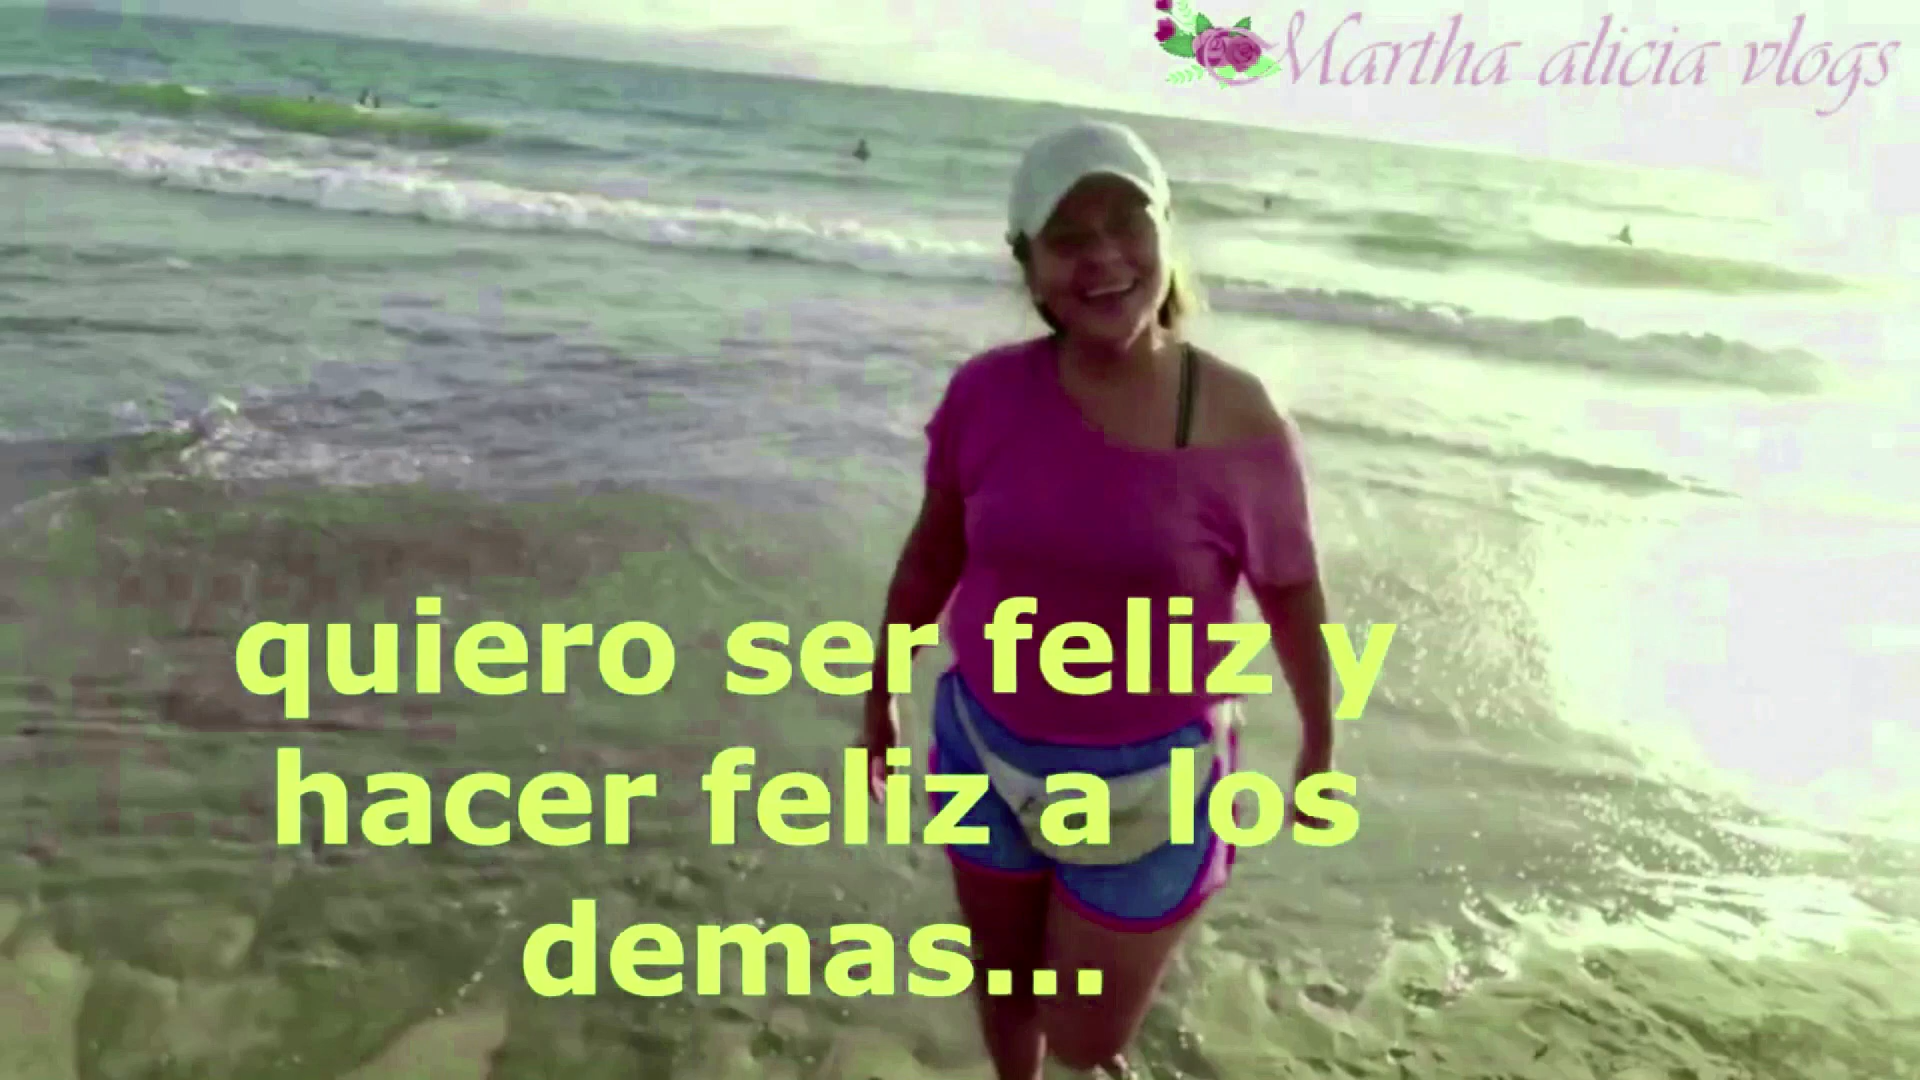 Martha alicia vlogs
quiero ser feliz y
hacer feliz a los
demas...